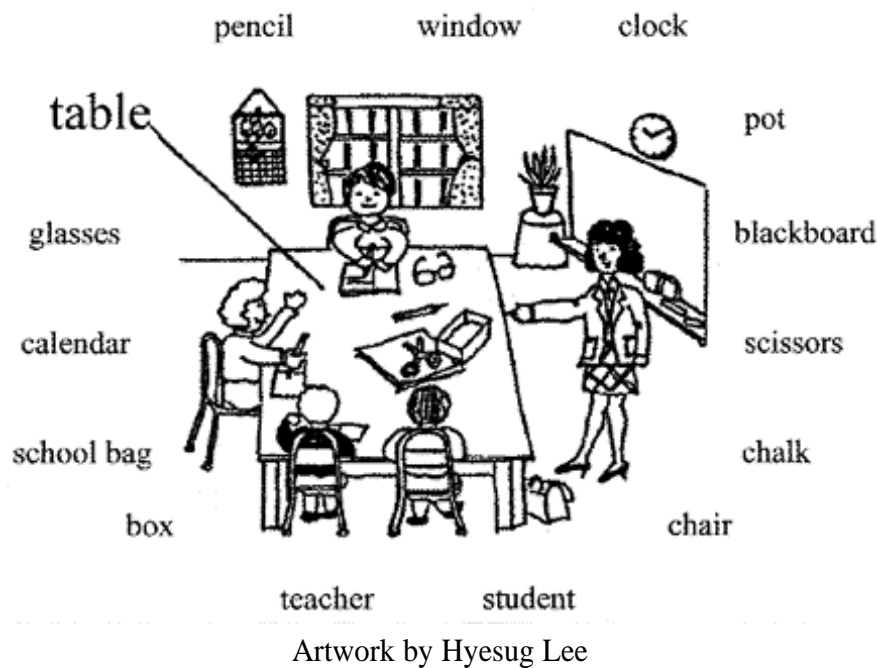 pencil window clock
table
pot
glasses
blackboard
calendar
scissors
school bag
chalk
box
chair
teacher student
Artwork by Hyesug Lee